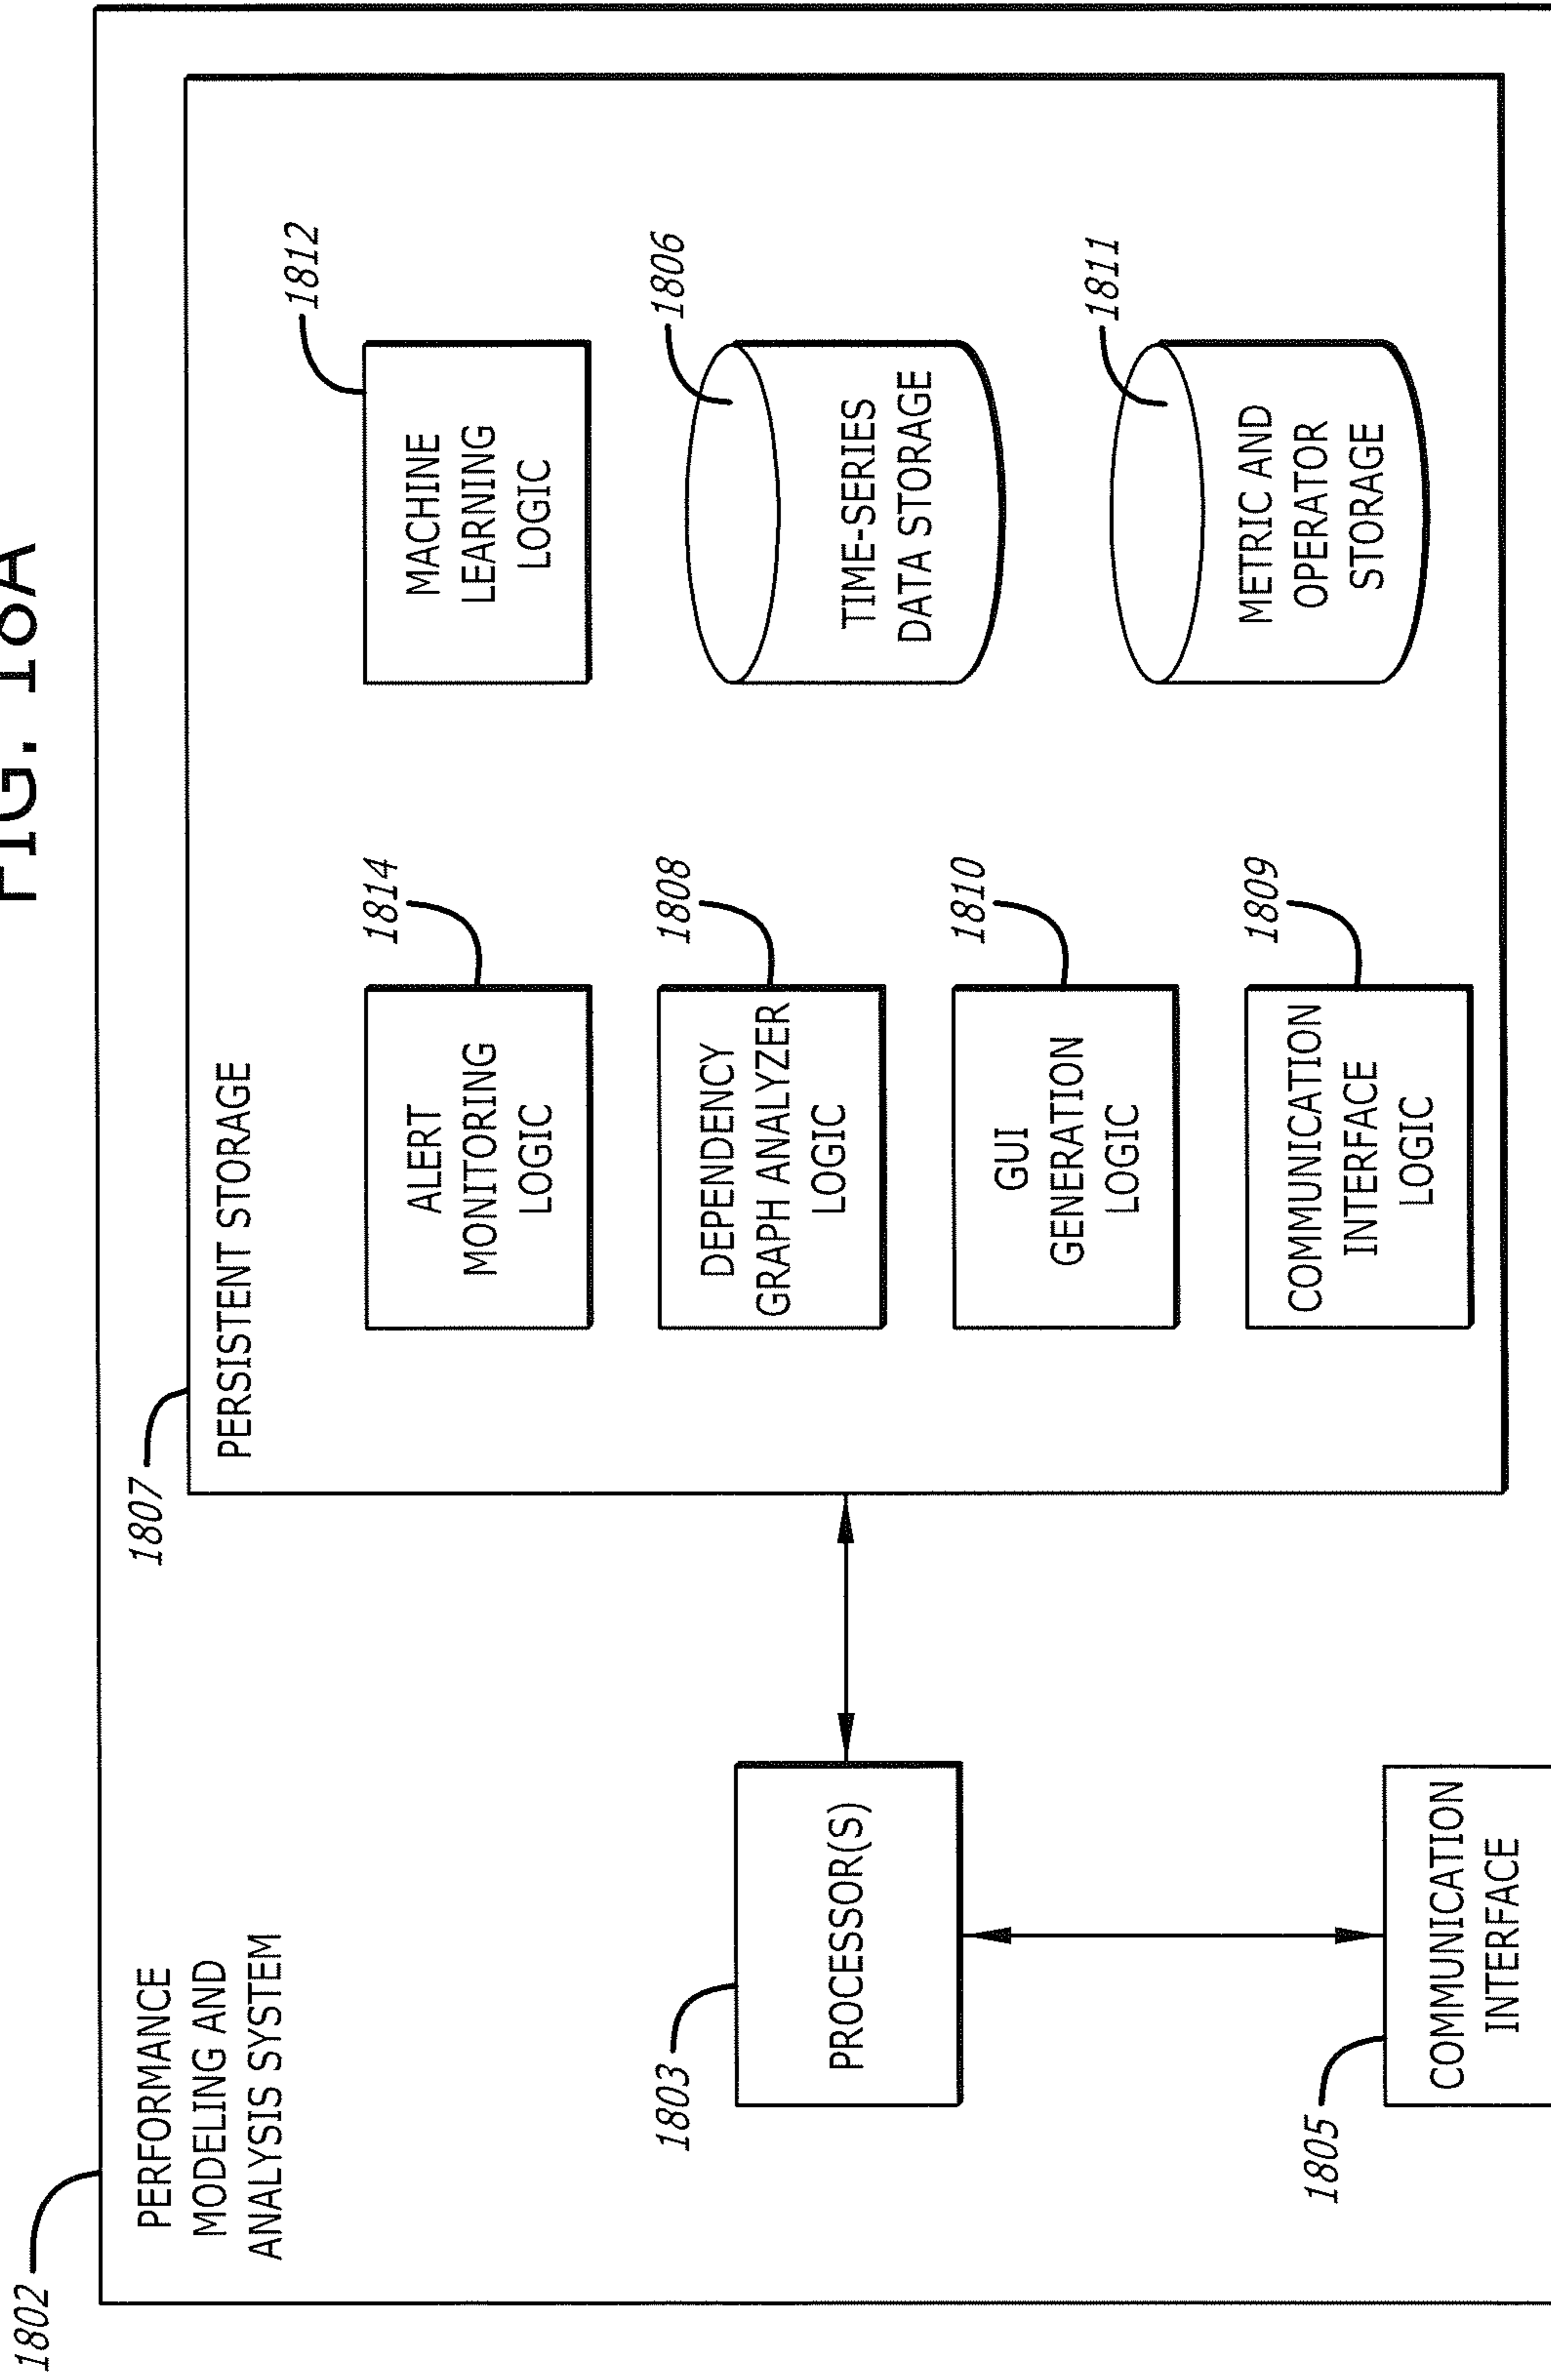 FIG. 18A
1802
PERFORMANCE
MODELING AND
ANALYSIS SYSTEM
1807
PERSISTENT STORAGE
1814
ALERT
MONITORING
LOGIC
1812
MACHINE
LEARNING
LOGIC
1803
PROCESSOR(S)
1808
DEPENDENCY
GRAPH ANALYZER
LOGIC
1806
TIME-SERIES
DATA STORAGE
1810
GUI
GENERATION
LOGIC
1811
METRIC AND
OPERATOR
STORAGE
1809
COMMUNICATION
INTERFACE
LOGIC
1805
COMMUNICATION
INTERFACE